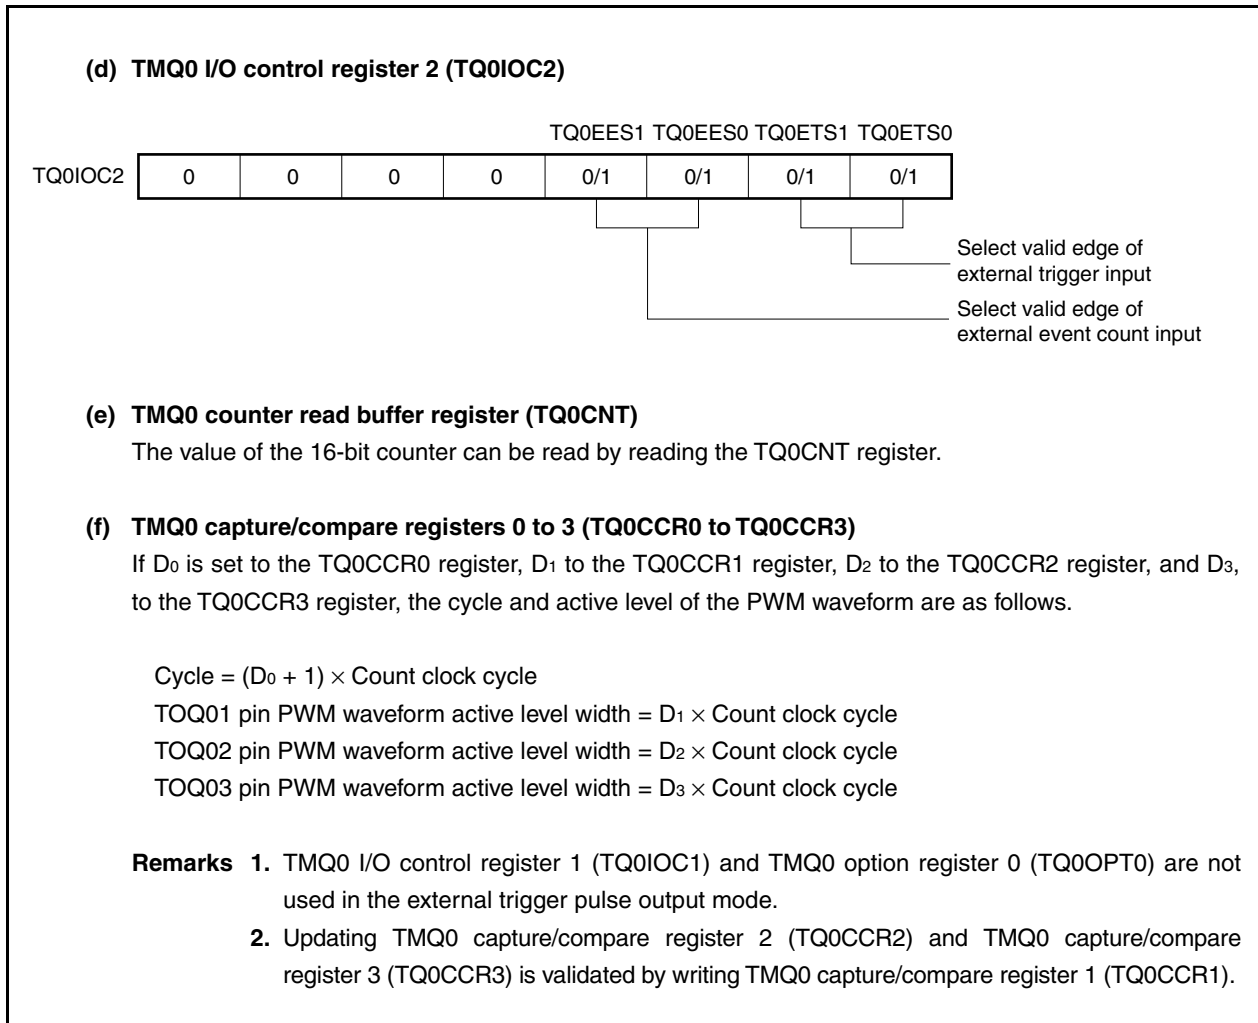 (d) TMQ0 I/O control register 2 (TQ0IOC2)
TQ0EES1 TQ0EES0 TQ0ETS1 TQ0ETS0
TQ0IOC2 0 0 0 0 0/1 0/1 0/1 0/1
Select valid edge of
external trigger input
Select valid edge of
external event count input
(e) TMQ0 counter read buffer register (TQ0CNT)
The value of the 16-bit counter can be read by reading the TQ0CNT register.
(f) TMQ0 capture/compare registers 0 to 3 (TQ0CCR0 to TQ0CCR3)
If D0 is set to the TQ0CCR0 register, D1 to the TQ0CCR1 register, D2 to the TQ0CCR2 register, and D3,
to the TQ0CCR3 register, the cycle and active level of the PWM waveform are as follows.
Cycle = (D0 + 1) × Count clock cycle
TOQ01 pin PWM waveform active level width = D1 × Count clock cycle
TOQ02 pin PWM waveform active level width = D2 × Count clock cycle
TOQ03 pin PWM waveform active level width = D3 × Count clock cycle
Remarks 1. TMQ0 I/O control register 1 (TQ0IOC1) and TMQ0 option register 0 (TQ0OPT0) are not
used in the external trigger pulse output mode.
2. Updating TMQ0 capture/compare register 2 (TQ0CCR2) and TMQ0 capture/compare
register 3 (TQ0CCR3) is validated by writing TMQ0 capture/compare register 1 (TQ0CCR1).